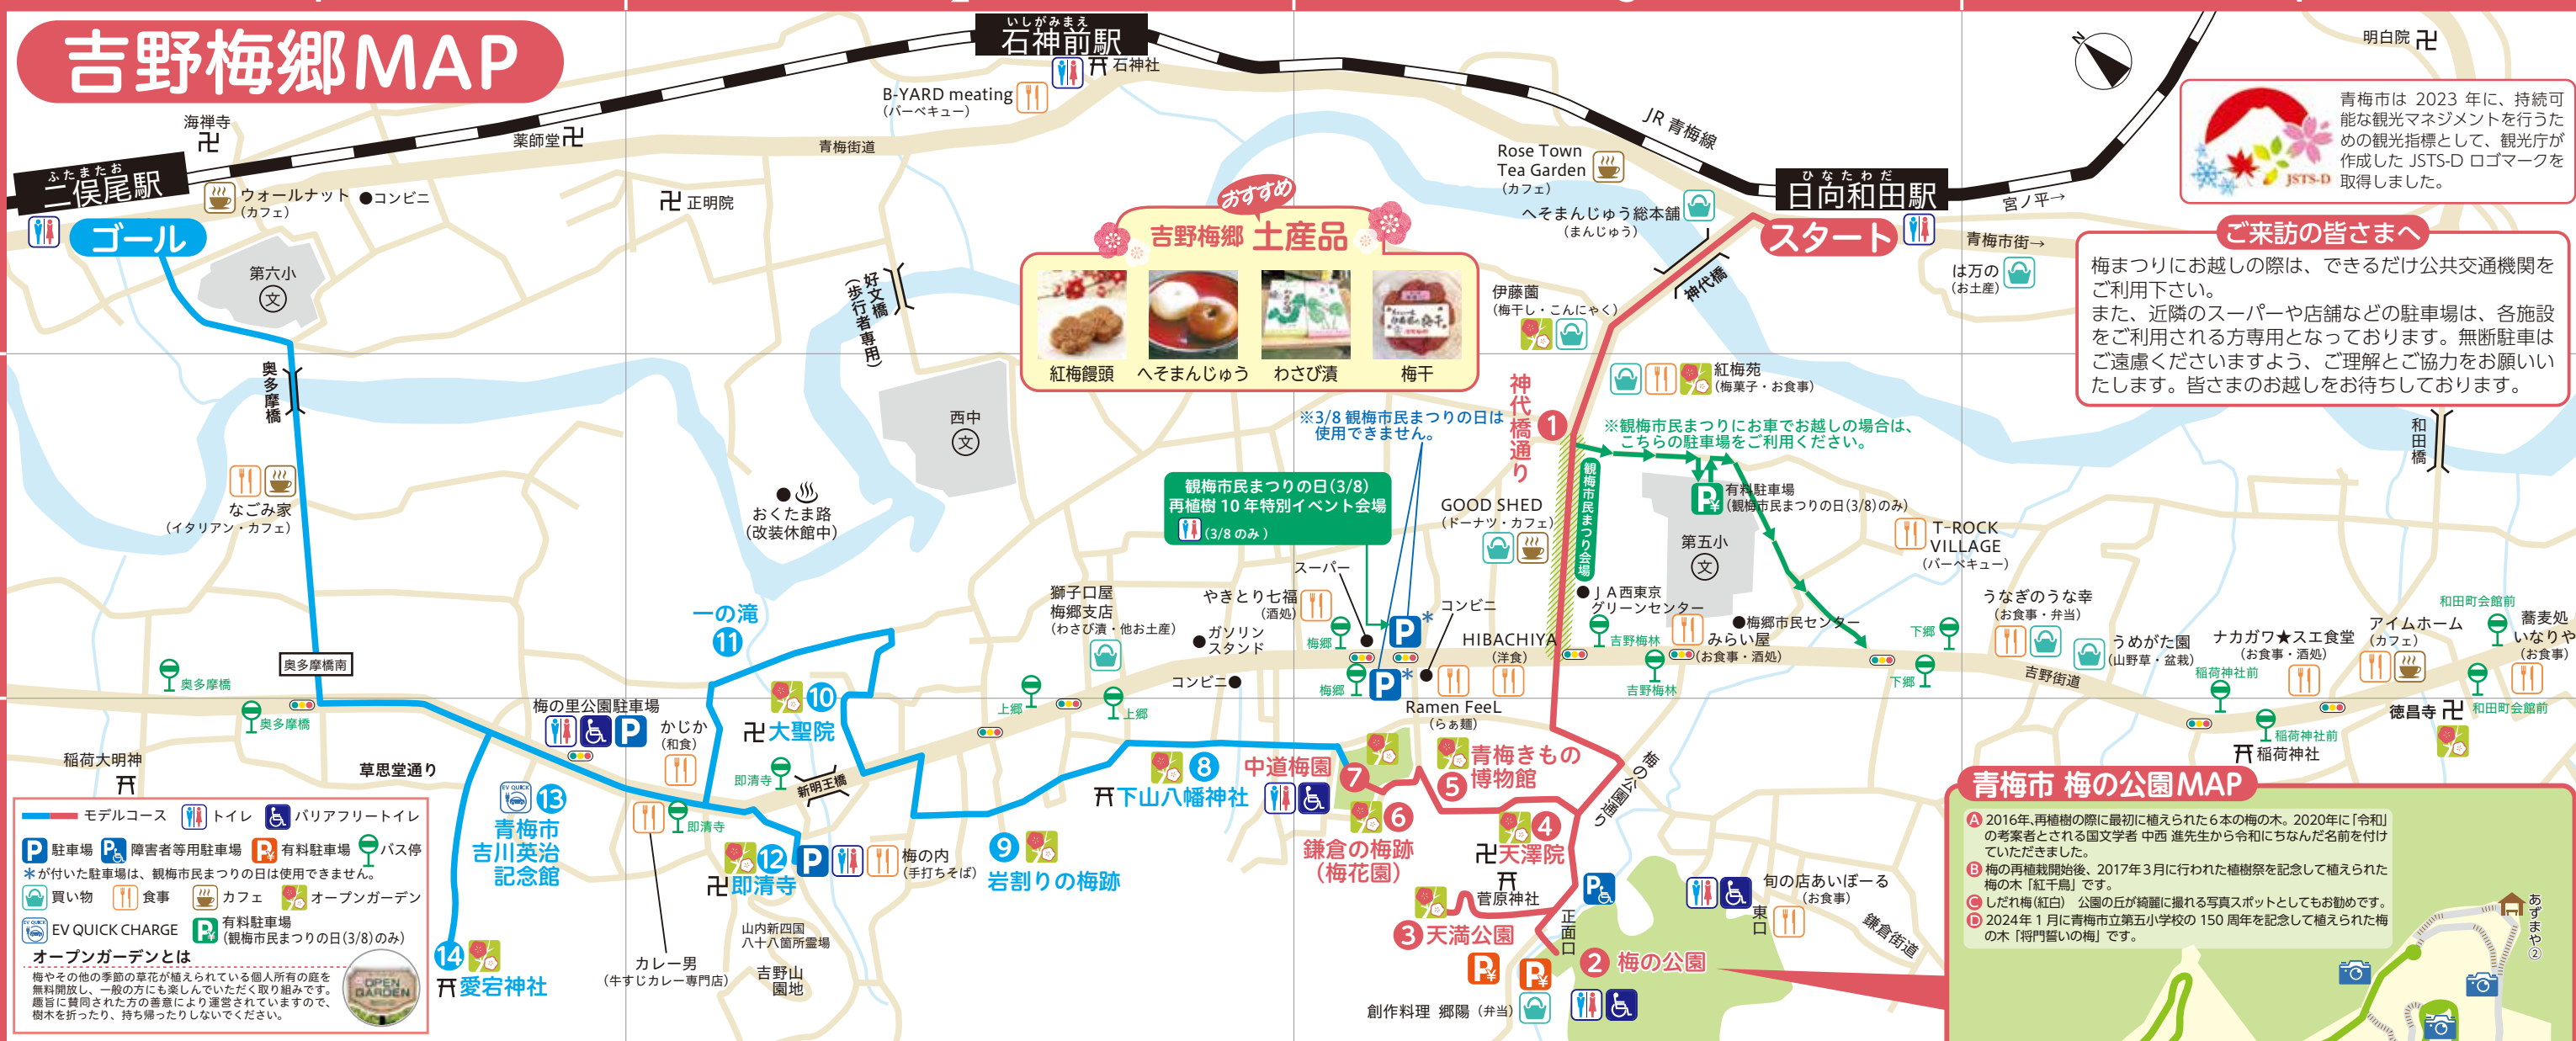 吉野梅郷MAP
いしがみまえ
石神前駅
石神社
B-YARD meating
(バーベキュー)
海禅寺
薬師堂
青梅街道
ふたまたお
二俣尾駅
ウォールナット
(カフェ)
コンビニ
正明院
ゴール
第六小
文
JR 青梅線
Rose Town
Tea Garden
(カフェ)
へそまんじゅう総本舗
(まんじゅう)
ひなたわだ
日向和田駅
スタート
宮ノ平→
青梅市街→
は万の
(お土産)
N
明白院
青梅市は 2023 年に、持続可
能な観光マネジメントを行うた
めの観光指標として、観光庁が
作成した JSTS-D ロゴマークを
取得しました。
JSTS-D
ご来訪の皆さまへ
梅まつりにお越しの際は、できるだけ公共交通機関を
ご利用下さい。
また、近隣のスーパーや店舗などの駐車場は、各施設
をご利用される方専用となっております。無断駐車は
ご遠慮くださいますよう、ご理解とご協力をお願いい
たします。皆さまのお越しをお待ちしております。
おすすめ
吉野梅郷 土産品
紅梅饅頭
へそまんじゅう
わさび漬
梅干
好文橋
(歩行者専用)
神代橋
伊藤園
(梅干し・こんにゃく)
紅梅苑
(梅菓子・お食事)
奥多摩橋
西中
文
※3/8 観梅市民まつりの日は
使用できません。
神代橋通り
1
※観梅市民まつりにお車でお越しの場合は、
こちらの駐車場をご利用ください。
和田橋
観梅市民まつりの日(3/8)
再植樹 10 年特別イベント会場
(3/8 のみ )
観梅市民まつり会場
有料駐車場
(観梅市民まつりの日(3/8)のみ)
なごみ家
(イタリアン・カフェ)
おくたま路
(改装休館中)
GOOD SHED
(ドーナツ・カフェ)
第五小
文
T-ROCK
VILLAGE
(バーベキュー)
スーパー
獅子口屋
梅郷支店
(わさび漬・他お土産)
やきとり七福
(酒処)
ガソリン
スタンド
梅郷
P
*
コンビニ
HIBACHIYA
(洋食)
JA西東京
グリーンセンター
吉野梅林
みらい屋
(お食事・酒処)
梅郷市民センター
下郷
うなぎのうな幸
(お食事・弁当)
うめがた園
(山野草・盆栽)
ナカガワ★スエ食堂
(お食事・酒処)
アイムホーム
(カフェ)
和田町会館前
蕎麦処
いなりや
(お食事)
一の滝
11
奥多摩橋南
奥多摩橋
奥多摩橋
梅の里公園駐車場
P
かじか
(和食)
10
大聖院
上郷
上郷
コンビニ
梅郷
P
*
Ramen FeeL
(らぁ麺)
吉野梅林
下郷
吉野街道
稲荷神社前
稲荷神社前
稲荷神社
徳昌寺
和田町会館前
稲荷大明神
草思堂通り
即清寺
新明王橋
8
下山八幡神社
中道梅園
7
5
青梅きもの
博物館
梅の公園通り
EV QUICK
13
青梅市
吉川英治
記念館
即清寺
12
即清寺
P
梅の内
(手打ちそば)
9
岩割りの梅跡
6
鎌倉の梅跡
(梅花園)
4
天澤院
菅原神社
3
天満公園
正面口
P
東口
旬の店あいぽーる
(お食事)
鎌倉街道
2
梅の公園
創作料理 郷陽 (弁当)
カレー男
(牛すじカレー専門店)
山内新四国
八十八箇所霊場
吉野山
園地
14
愛宕神社
モデルコース
トイレ
バリアフリートイレ
P 駐車場
P 障害者等用駐車場
P¥ 有料駐車場
バス停
*が付いた駐車場は、観梅市民まつりの日は使用できません。
買い物
食事
カフェ
オープンガーデン
EV QUICK
EV QUICK CHARGE
P¥ 有料駐車場
(観梅市民まつりの日(3/8)のみ)
オープンガーデンとは
梅やその他の季節の草花が植えられている個人所有の庭を
無料開放し、一般の方にも楽しんでいただく取り組みです。
趣旨に賛同された方の善意により運営されていますので、
樹木を折ったり、持ち帰ったりしないでください。
OPEN
GARDEN
青梅市 梅の公園MAP
A 2016年、再植樹の際に最初に植えられた6本の梅の木。2020年に「令和」
の考案者とされる国文学者 中西 進先生から令和にちなんだ名前を付け
ていただきました。
B 梅の再植栽開始後、2017年3月に行われた植樹祭を記念して植えられた
梅の木「紅千鳥」です。
C しだれ梅(紅白) 公園の丘が綺麗に撮れる写真スポットとしてもお勧めです。
D 2024年1月に青梅市立第五小学校の 150 周年を記念して植えられた梅
の木「将門誓いの梅」です。
あずまや②